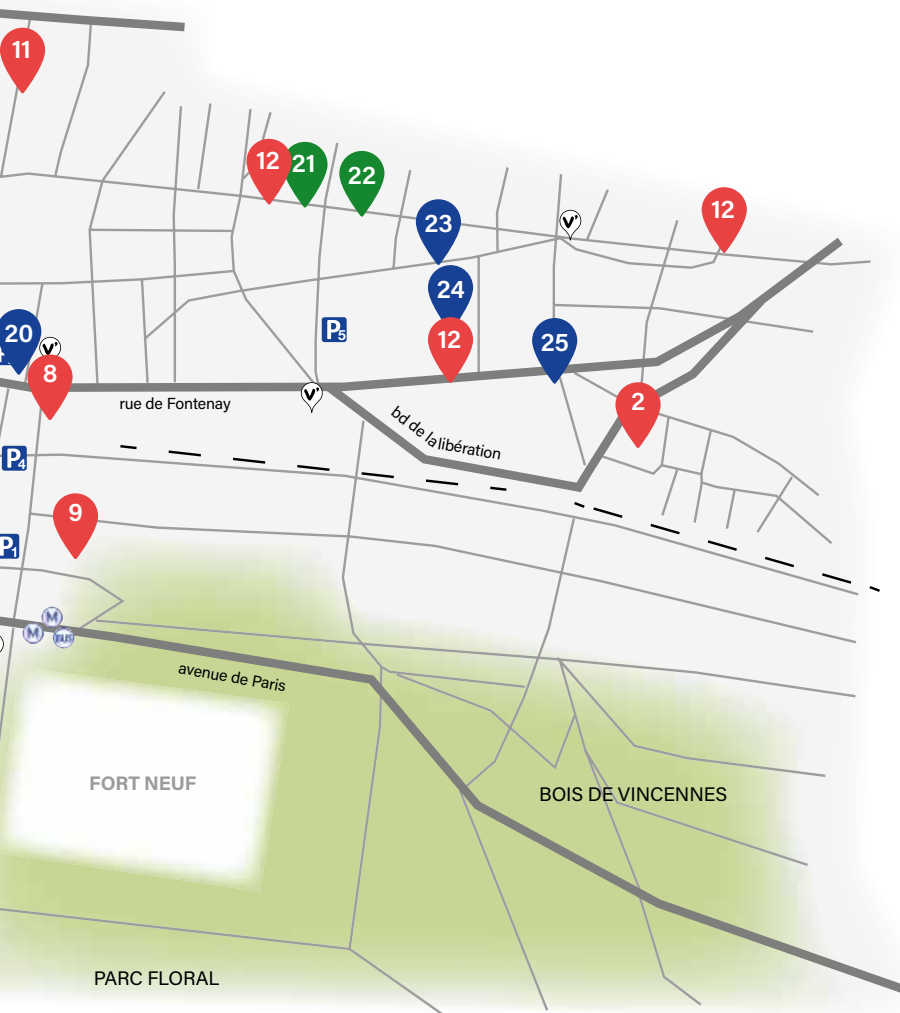 11
12
21
22
12
23
V'
24
20
V'
P5
12
25
8
V'
2
rue de Fontenay
bd de la libération
P4
9
P1
M
M
BUS
avenue de Paris
FORT NEUF
BOIS DE VINCENNES
PARC FLORAL